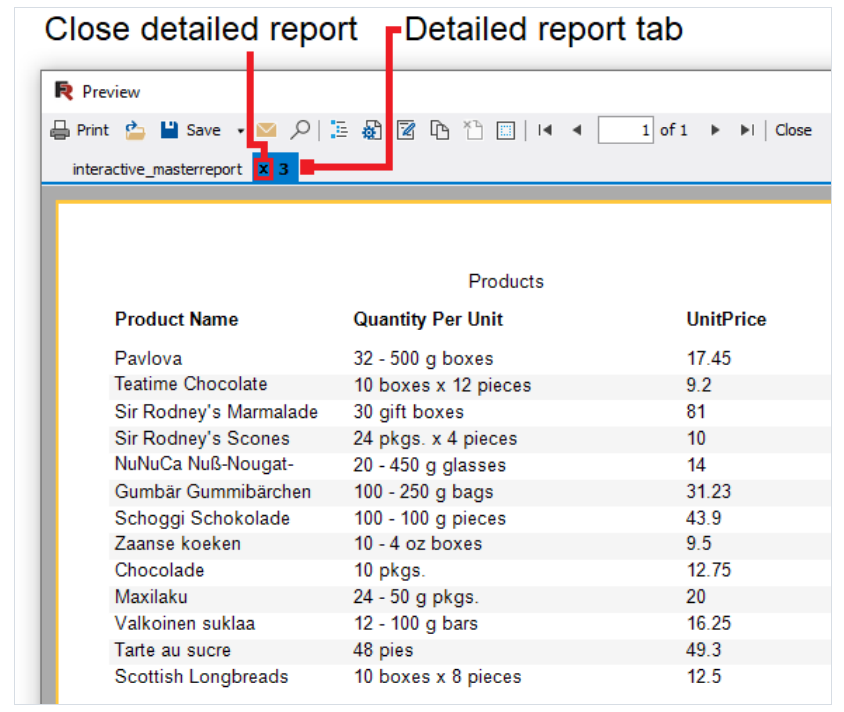 Close detailed report Detailed report tab
Preview
Print Save 1 of 1 Close
interactive_masterreport x 3
Products
Product Name Quantity Per Unit UnitPrice
Pavlova 32 - 500 g boxes 17.45
Teatime Chocolate 10 boxes x 12 pieces 9.2
Sir Rodney's Marmalade 30 gift boxes 81
Sir Rodney's Scones 24 pkgs. x 4 pieces 10
NuNuCa Nuß-Nougat- 20 - 450 g glasses 14
Gumbär Gummibärchen 100 - 250 g bags 31.23
Schoggi Schokolade 100 - 100 g pieces 43.9
Zaanse koeken 10 - 4 oz boxes 9.5
Chocolade 10 pkgs. 12.75
Maxilaku 24 - 50 g pkgs. 20
Valkoinen suklaa 12 - 100 g bars 16.25
Tarte au sucre 48 pies 49.3
Scottish Longbreads 10 boxes x 8 pieces 12.5